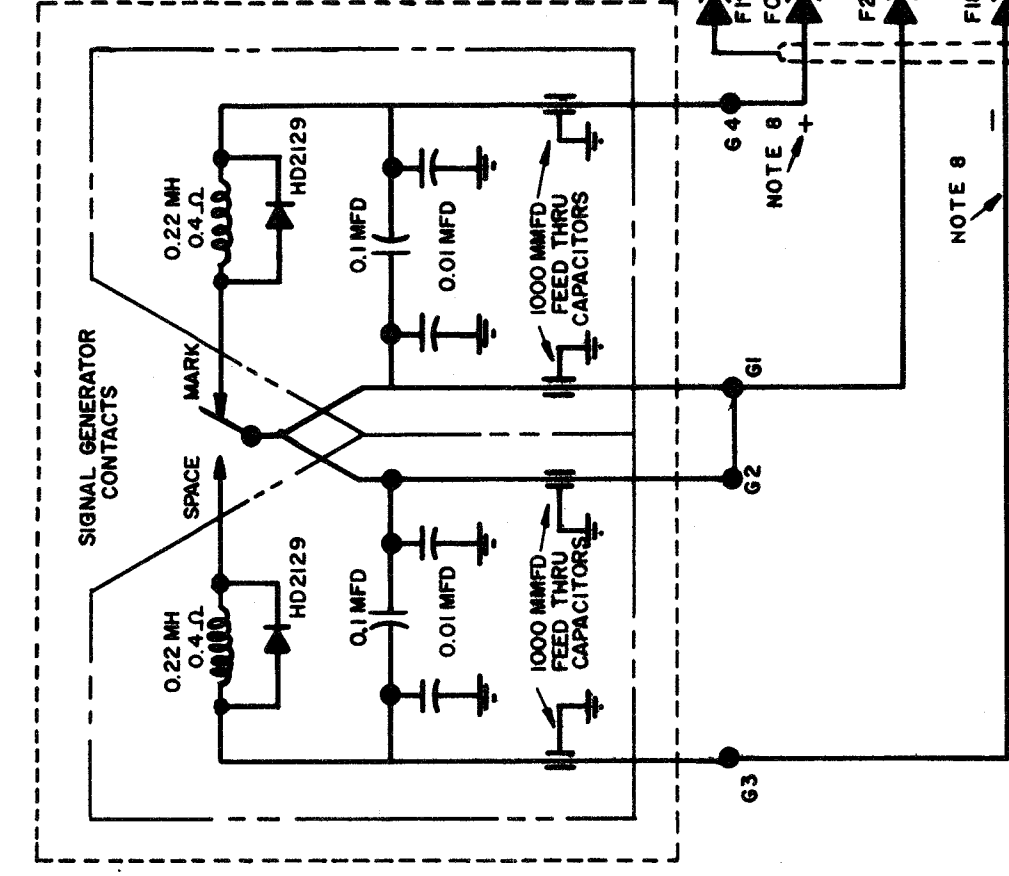 SIGNAL GENERATOR
CONTACTS
0.22 MH
0.4 Ω
SPACE
MARK
0.22 MH
0.4 Ω
HD2129
HD2129
0.1 MFD
0.1 MFD
0.01 MFD
0.01 MFD
1000 MMFD
FEED THRU
CAPACITORS
1000 MMFD
FEED THRU
CAPACITORS
G3
G2
G1
G4
NOTE 8
+
NOTE 8
—